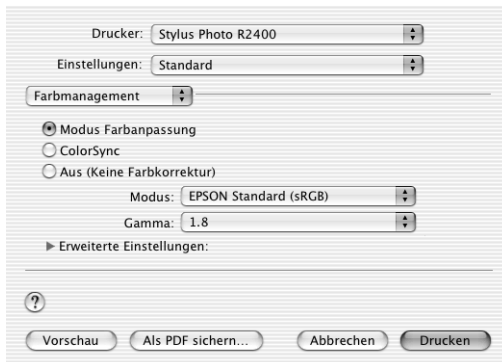 Drucker: Stylus Photo R2400
Einstellungen: Standard
Farbmanagement
Modus Farbanpassung
ColorSync
Aus (Keine Farbkorrektur)
Modus: EPSON Standard (sRGB)
Gamma: 1.8
Erweiterte Einstellungen:
?
Vorschau Als PDF sichern... Abbrechen Drucken